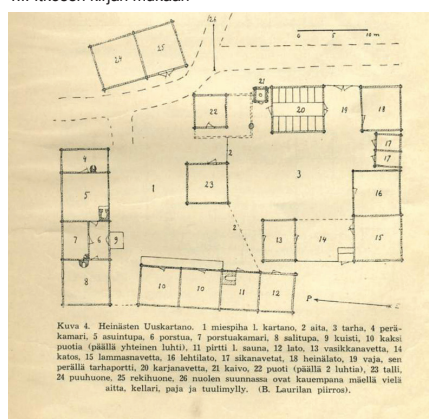 kirjan mukaan
26
0 5 10 m
24
25
21
22
20
19
18
17
17
2
4
5
1
23
3
16
7
6
9
2
13
14
15
8
10
10
11
12
P
Kuva 4. Heinästen Uuskartano. 1 miespiha l. kartano, 2 aita, 3 tarha, 4 perä-
kamari, 5 asuintupa, 6 porstua, 7 porstuakamari, 8 salitupa, 9 kuisti, 10 kaksi
puotia (päällä yhteinen luhti), 11 pirtti l. sauna, 12 lato, 13 vasikkanavetta, 14
katos, 15 lammasnavetta, 16 lehtilato, 17 sikanavetat, 18 heinälato, 19 vaja, sen
perällä tarhaportti, 20 karjanavetta, 21 kaivo, 22 puoti (päällä 2 luhtia), 23 talli,
24 puuhuone, 25 rekihuone, 26 nuolen suunnassa ovat kauempana mäellä vielä
aitta, kellari, paja ja tuulimylly. (B. Laurilan piirros).